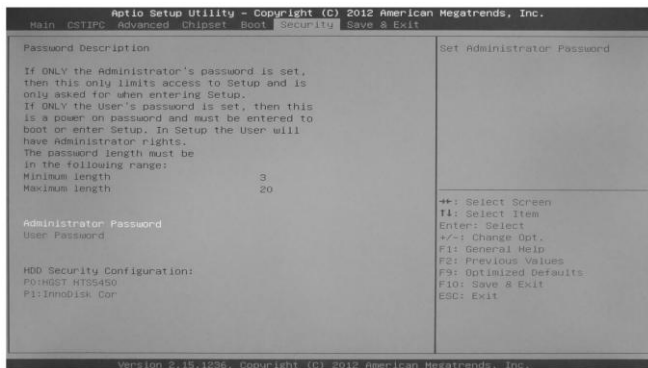 Aptio Setup Utility – Copyright (C) 2012 American Megatrends, Inc.
Main CSTIPC Advanced Chipset Boot Security Save & Exit
Password Description
If ONLY the Administrator's password is set,
then this only limits access to Setup and is
only asked for when entering Setup.
If ONLY the User's password is set, then this
is a power on password and must be entered to
boot or enter Setup. In Setup the User will
have Administrator rights.
The password length must be
in the following range:
Minimum length 3
Maximum length 20
Administrator Password
User Password
HDD Security Configuration:
P0:HGST HTS5450
P1:InnoDisk Cor
Set Administrator Password
→←: Select Screen
↑↓: Select Item
Enter: Select
+/-: Change Opt.
F1: General Help
F2: Previous Values
F9: Optimized Defaults
F10: Save & Exit
ESC: Exit
Version 2.15.1236. Copyright (C) 2012 American Megatrends, Inc.